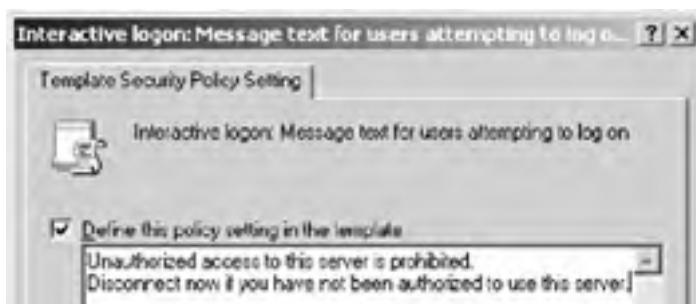 Interactive logon: Message text for users attempting to log o...
Template Security Policy Setting
Interactive logon: Message text for users attempting to log on
Define this policy setting in the template
Unauthorized access to this server is prohibited.
Disconnect now if you have not been authorized to use this server.